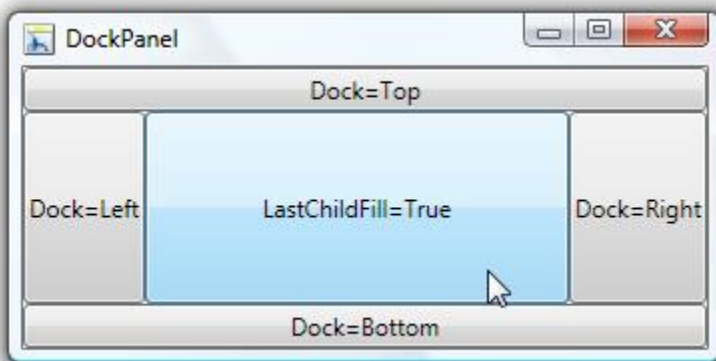 DockPanel
Dock=Top
Dock=Left
LastChildFill=True
Dock=Right
Dock=Bottom